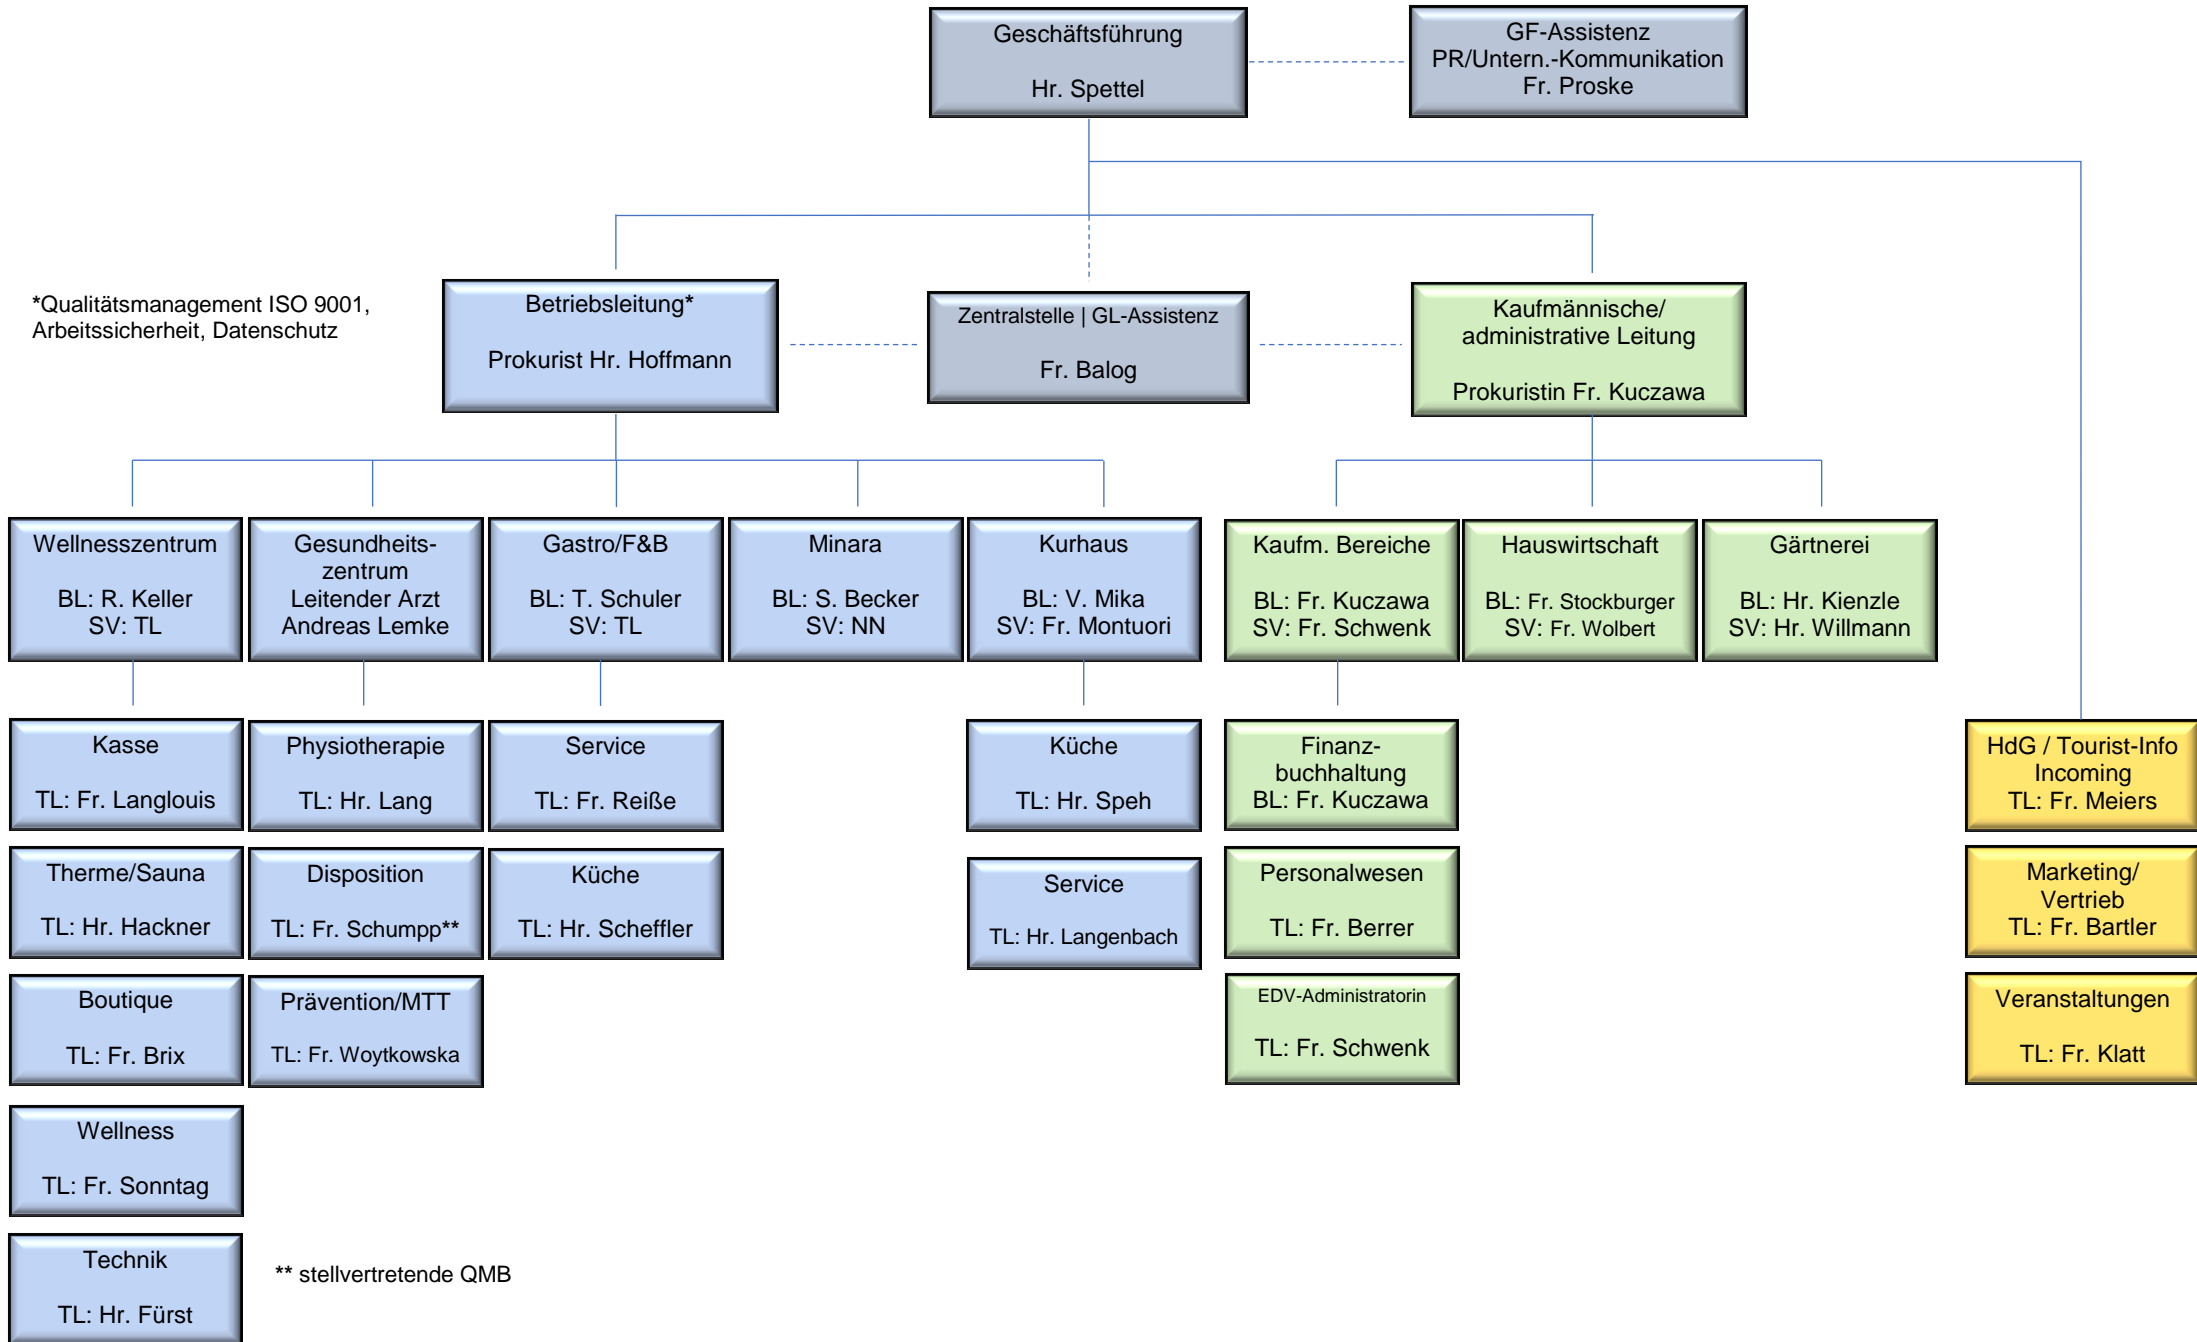 Geschäftsführung
Hr. Spettel
GF-Assistenz
PR/Untern.-Kommunikation
Fr. Proske
*Qualitätsmanagement ISO 9001,
Arbeitssicherheit, Datenschutz
Betriebsleitung*
Prokurist Hr. Hoffmann
Zentralstelle | GL-Assistenz
Fr. Balog
Kaufmännische/
administrative Leitung
Prokuristin Fr. Kuczawa
Wellnesszentrum
BL: R. Keller
SV: TL
Gesundheits-
zentrum
Leitender Arzt
Andreas Lemke
Gastro/F&B
BL: T. Schuler
SV: TL
Minara
BL: S. Becker
SV: NN
Kurhaus
BL: V. Mika
SV: Fr. Montuori
Kaufm. Bereiche
BL: Fr. Kuczawa
SV: Fr. Schwenk
Hauswirtschaft
BL: Fr. Stockburger
SV: Fr. Wolbert
Gärtnerei
BL: Hr. Kienzle
SV: Hr. Willmann
Kasse
TL: Fr. Langlouis
Physiotherapie
TL: Hr. Lang
Service
TL: Fr. Reiße
Küche
TL: Hr. Speh
Finanz-
buchhaltung
BL: Fr. Kuczawa
HdG / Tourist-Info
Incoming
TL: Fr. Meiers
Therme/Sauna
TL: Hr. Hackner
Disposition
TL: Fr. Schumpp**
Küche
TL: Hr. Scheffler
Service
TL: Hr. Langenbach
Personalwesen
TL: Fr. Berrer
Marketing/
Vertrieb
TL: Fr. Bartler
Boutique
TL: Fr. Brix
Prävention/MTT
TL: Fr. Woytkowska
EDV-Administratorin
TL: Fr. Schwenk
Veranstaltungen
TL: Fr. Klatt
Wellness
TL: Fr. Sonntag
Technik
TL: Hr. Fürst
** stellvertretende QMB